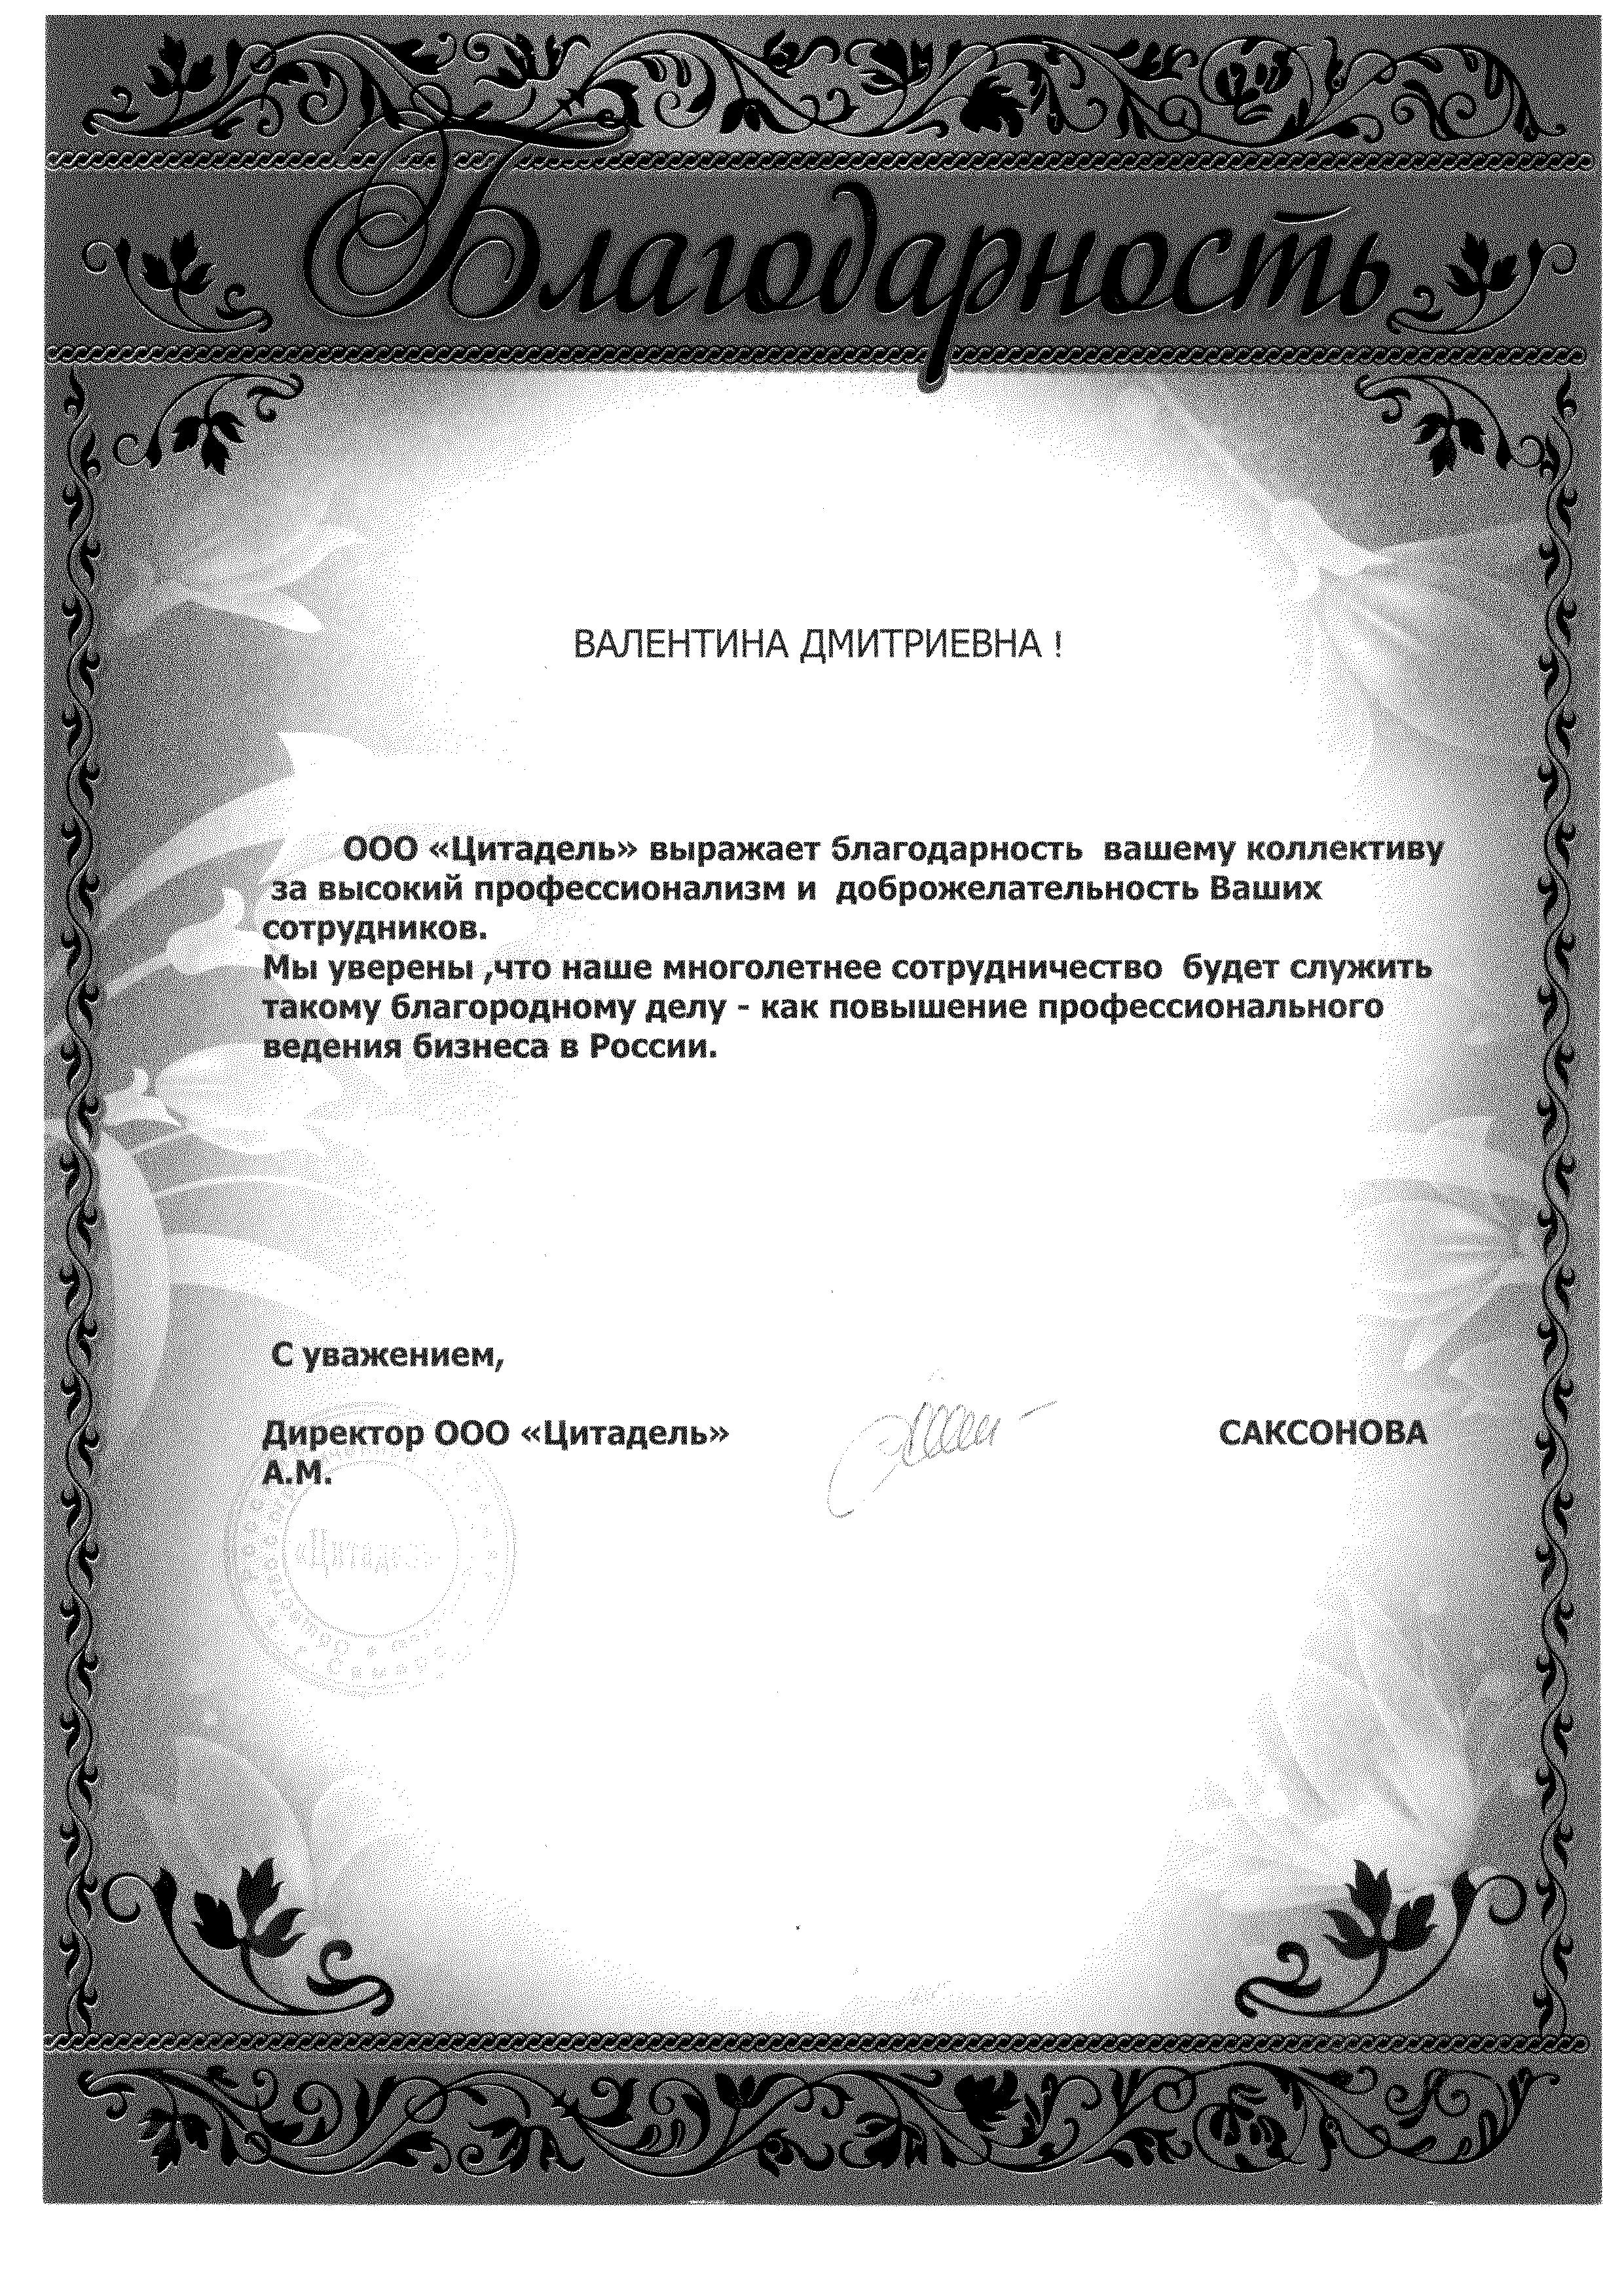 Благодарность
ВАЛЕНТИНА ДМИТРИЕВНА !
ООО «Цитадель» выражает благодарность вашему коллективу
за высокий профессионализм и доброжелательность Ваших
сотрудников.
Мы уверены ,что наше многолетнее сотрудничество будет служить
такому благородному делу - как повышение профессионального
ведения бизнеса в России.
С уважением,
Директор ООО «Цитадель» САКСОНОВА
А.М.
«Цитадель»